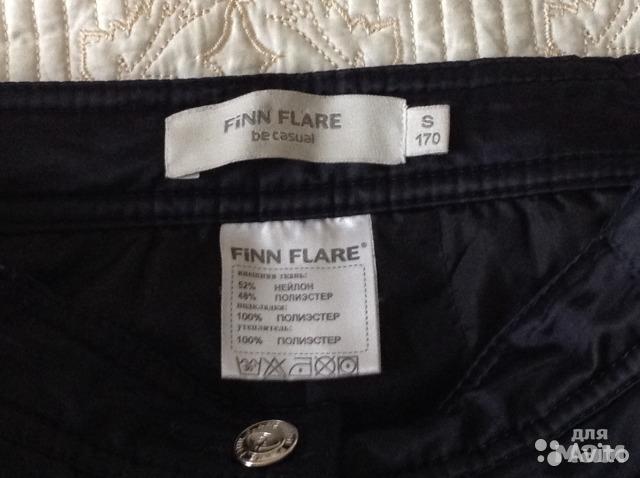 FiNN FLARE
be casual
S
170
FiNN FLARE®
внешняя ткань:
52% НЕЙЛОН
48% ПОЛИЭСТЕР
подкладка:
100% ПОЛИЭСТЕР
утеплитель:
100% ПОЛИЭСТЕР
30
для
Avito